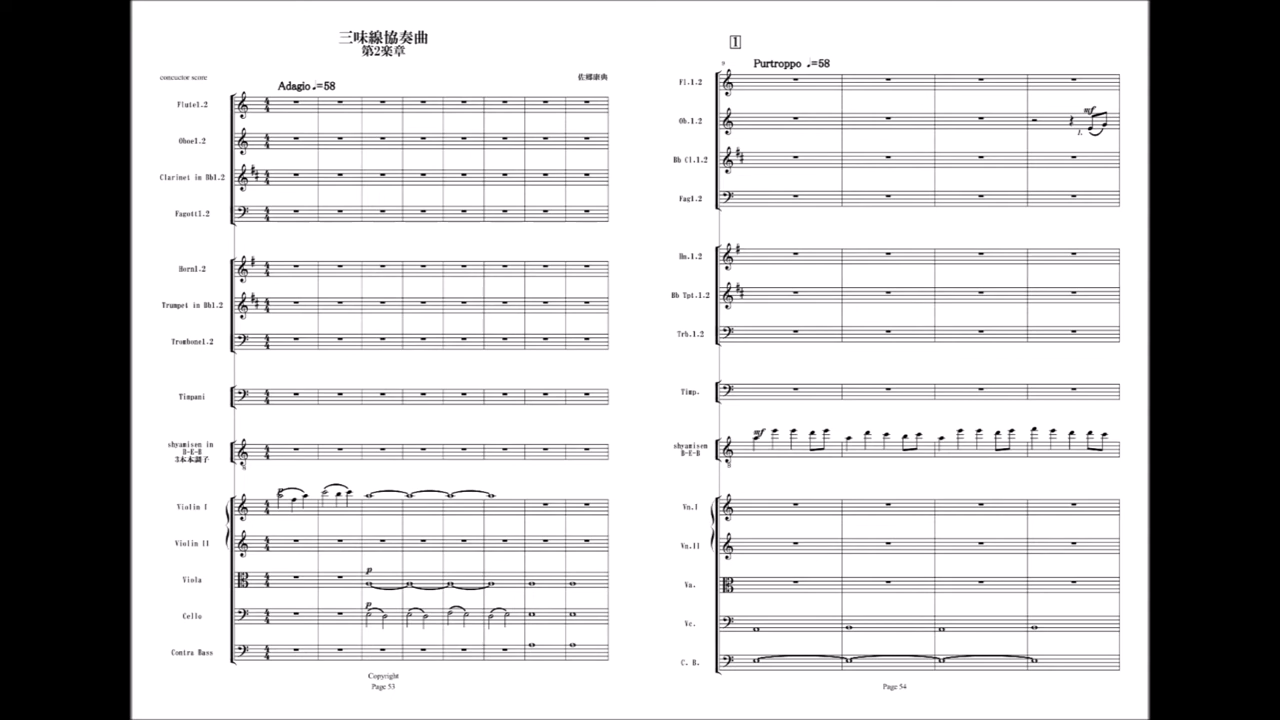 三味線協奏曲
第2楽章
concuctor score
佐郷康典
Adagio ♩=58
Flute1.2
Oboe1.2
Clarinet in Bb1.2
Fagott1.2
Horn1.2
Trumpet in Bb1.2
Trombone1.2
Timpani
shyamisen in
B-E-B
3本本調子
Violin I
p
Violin II
Viola
p
Cello
p
Contra Bass
Copyright
Page 53
1
9
Purtroppo ♩=58
Fl.1.2
Ob.1.2
mf
1.
Bb Cl.1.2
Fag1.2
Hn.1.2
Bb Tpt.1.2
Trb.1.2
Timp.
shyamisen
B-E-B
mf
Vn.I
Vn.II
Va.
Vc.
C. B.
Page 54